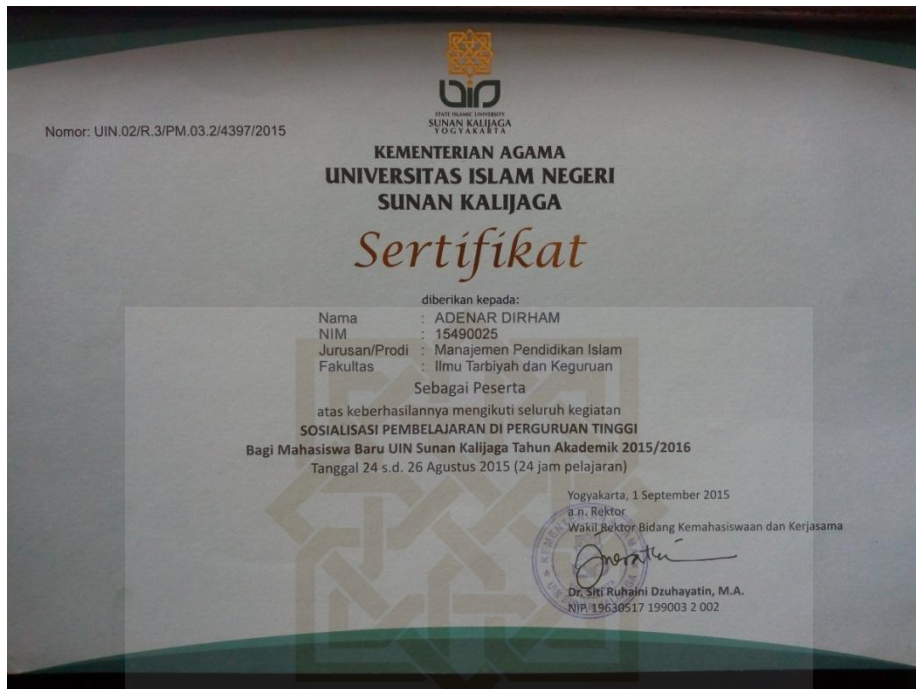 uin
STATE ISLAMIC UNIVERSITY
SUNAN KALIJAGA
YOGYAKARTA
Nomor: UIN.02/R.3/PM.03.2/4397/2015
KEMENTERIAN AGAMA
UNIVERSITAS ISLAM NEGERI
SUNAN KALIJAGA
Sertifikat
diberikan kepada:
Nama : ADENAR DIRHAM
NIM : 15490025
Jurusan/Prodi : Manajemen Pendidikan Islam
Fakultas : Ilmu Tarbiyah dan Keguruan
Sebagai Peserta
atas keberhasilannya mengikuti seluruh kegiatan
SOSIALISASI PEMBELAJARAN DI PERGURUAN TINGGI
Bagi Mahasiswa Baru UIN Sunan Kalijaga Tahun Akademik 2015/2016
Tanggal 24 s.d. 26 Agustus 2015 (24 jam pelajaran)
Yogyakarta, 1 September 2015
a.n. Rektor
Wakil Rektor Bidang Kemahasiswaan dan Kerjasama
Dr. Siti Ruhaini Dzuhayatin, M.A.
NIP. 19630517 199003 2 002